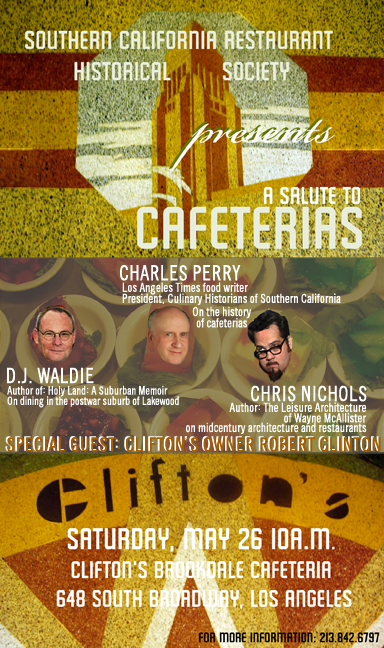 SOUTHERN CALIFORNIA RESTAURANT
HISTORICAL SOCIETY
presents
A SALUTE TO
CAFETERIAS
CHARLES PERRY
Los Angeles Times food writer
President, Culinary Historians of Southern California
On the history
of cafeterias
D.J. WALDIE
Author of: Holy Land: A Suburban Memoir
On dining in the postwar suburb of Lakewood
CHRIS NICHOLS
Author: The Leisure Architecture
of Wayne McAllister
on midcentury architecture and restaurants
SPECIAL GUEST: CLIFTON'S OWNER ROBERT CLINTON
Clifton's
SATURDAY, MAY 26 10A.M.
CLIFTON'S BROOKDALE CAFETERIA
648 SOUTH BROADWAY, LOS ANGELES
FOR MORE INFORMATION: 213.842.6797